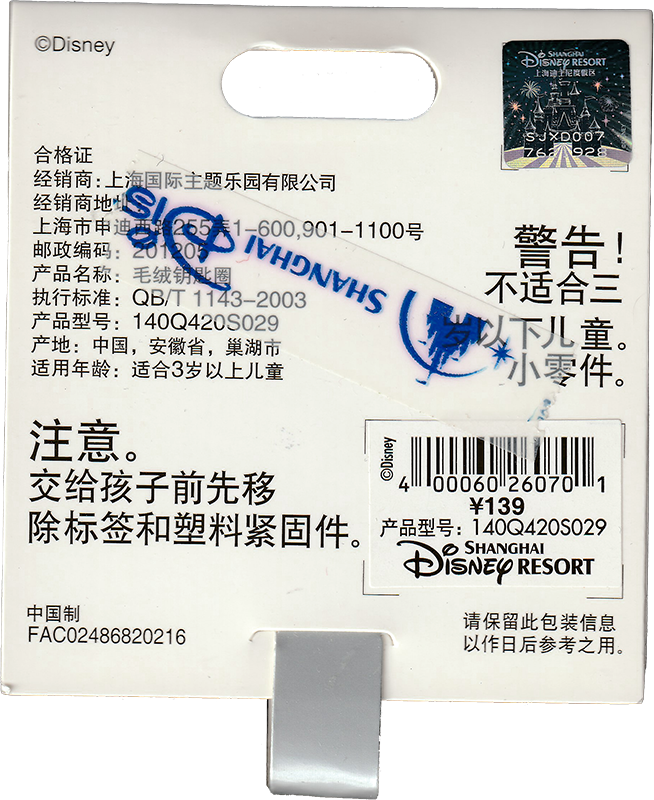 ©Disney
SHANGHAI
Disney RESORT
上海迪士尼度假区
SJXD007
合格证
经销商：上海国际主题乐园有限公司
经销商地址
上海市申迪西路255弄1-600,901-1100号
邮政编码：201205
产品名称：毛绒钥匙圈
执行标准：QB/T 1143-2003
产品型号：140Q420S029
产地：中国，安徽省，巢湖市
适用年龄：适合3岁以上儿童
SHANGHAI
DIS
警告！
不适合三
岁以下儿童。
小零件。
注意。
交给孩子前先移
除标签和塑料紧固件。
©Disney
4 00060 26070 1
¥139
产品型号：140Q420S029
SHANGHAI
Disney RESORT
中国制
FAC02486820216
请保留此包装信息
以作日后参考之用。